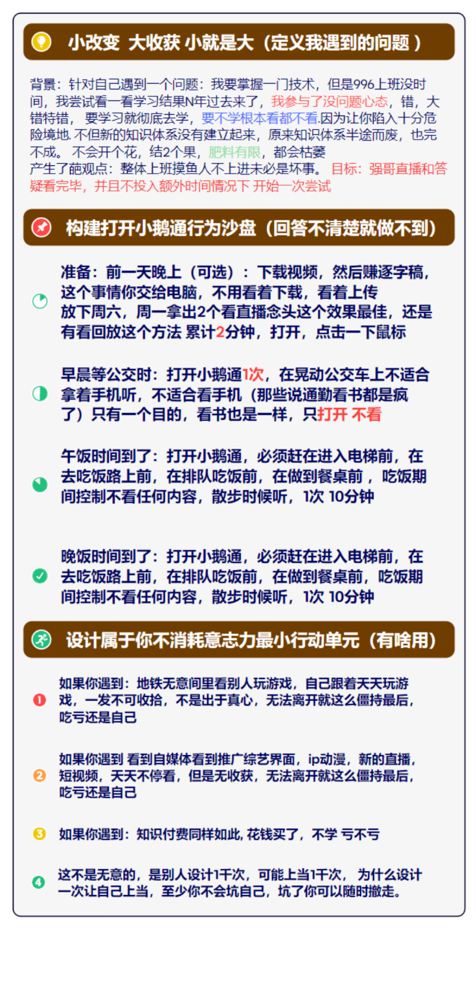 小改变 大收获 小就是大（定义我遇到的问题 ）
背景：针对自己遇到一个问题：我要掌握一门技术，但是996上班没时
间，我尝试看一看学习结果N年过去来了，我参与了没问题心态，错，大
错特错， 要学习就彻底去学，要不学根本看都不看.因为让你陷入十分危
险境地. 不但新的知识体系没有建立起来，原来知识体系半途而废，也完
不成。 不会开个花，结2个果，肥料有限，都会枯萎
产生了葩观点：整体上班摸鱼人不上进未必是坏事。 目标：强哥直播和答
疑看完毕，并且不投入额外时间情况下 开始一次尝试
构建打开小鹅通行为沙盘（回答不清楚就做不到）
准备：前一天晚上（可选）：下载视频，然后赚逐字稿，
这个事情你交给电脑，不用看着下载，看着上传
放下周六，周一拿出2个看直播念头这个效果最佳，还是
有看回放这个方法 累计2分钟，打开，点击一下鼠标
早晨等公交时：打开小鹅通1次，在晃动公交车上不适合
拿着手机听，不适合看手机（那些说通勤看书都是疯
了）只有一个目的，看书也是一样，只打开 不看
午饭时间到了：打开小鹅通，必须赶在进入电梯前，在
去吃饭路上前，在排队吃饭前，在做到餐桌前 ，吃饭期
间控制不看任何内容，散步时候听，1次 10分钟
晚饭时间到了：打开小鹅通，必须赶在进入电梯前，在
去吃饭路上前，在排队吃饭前，在做到餐桌前，吃饭期
间控制不看任何内容，散步时候听，1次 10分钟
设计属于你不消耗意志力最小行动单元（有啥用）
1 如果你遇到：地铁无意间里看别人玩游戏，自己跟着天天玩游
戏，一发不可收拾，不是出于真心，无法离开就这么僵持最后，
吃亏还是自己
2 如果你遇到 看到自媒体看到推广综艺界面，ip动漫，新的直播，
短视频，天天不停看，但是无收获，无法离开就这么僵持最后，
吃亏还是自己
3 如果你遇到：知识付费同样如此, 花钱买了，不学 亏不亏
4 这不是无意的，是别人设计1千次，可能上当1千次， 为什么设计
一次让自己上当，至少你不会坑自己，坑了你可以随时撤走。